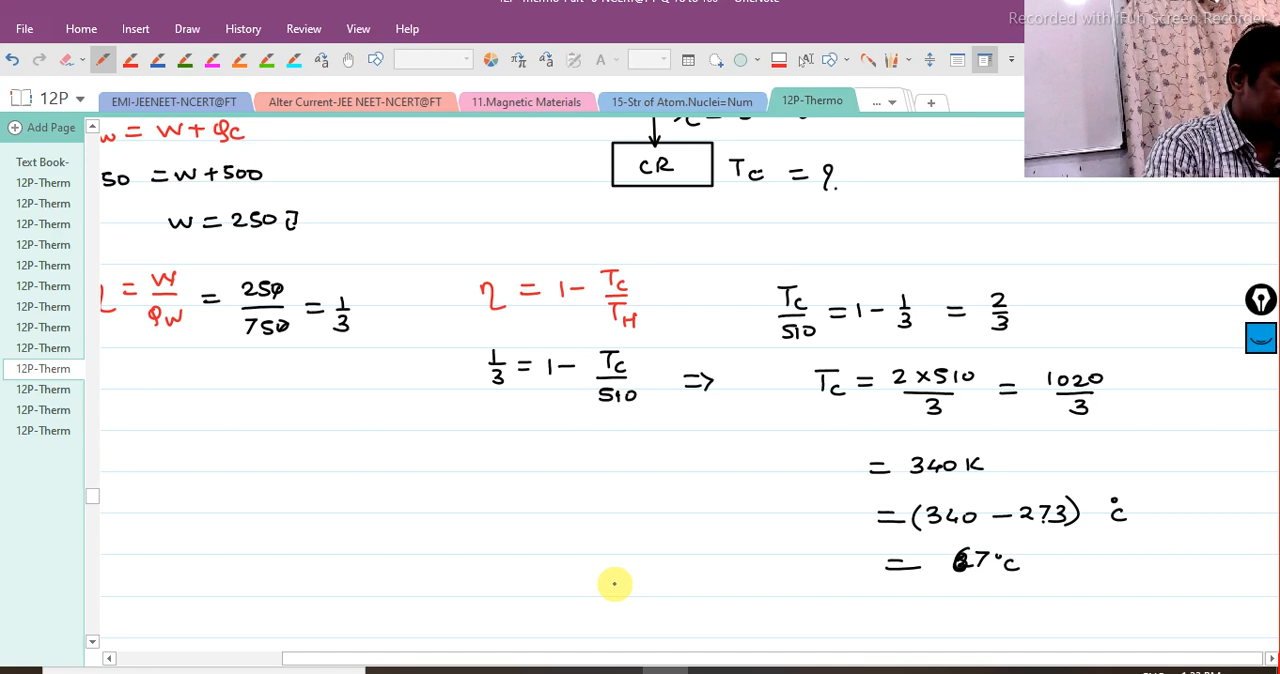 Recorded with iFun Screen Recorder
File Home Insert Draw History Review View Help
12P
EMI-JEENEET-NCERT@FT
Alter Current-JEE NEET-NCERT@FT
11.Magnetic Materials
15-Str of Atom.Nuclei=Num
12P-Thermo
...
Add Page
Text Book-
12P-Therm
12P-Therm
12P-Therm
12P-Therm
12P-Therm
12P-Therm
12P-Therm
12P-Therm
12P-Therm
12P-Therm
12P-Therm
12P-Therm
12P-Therm
= W + Qc
50 = W + 500
W = 250 J
= W/QW = 250/750 = 1/3
CR Tc = ?
η = 1 - Tc/TH
1/3 = 1 - Tc/510 =>
Tc/510 = 1 - 1/3 = 2/3
Tc = 2 × 510/3 = 1020/3
= 340 K
= (340 - 273) °C
= 67°C